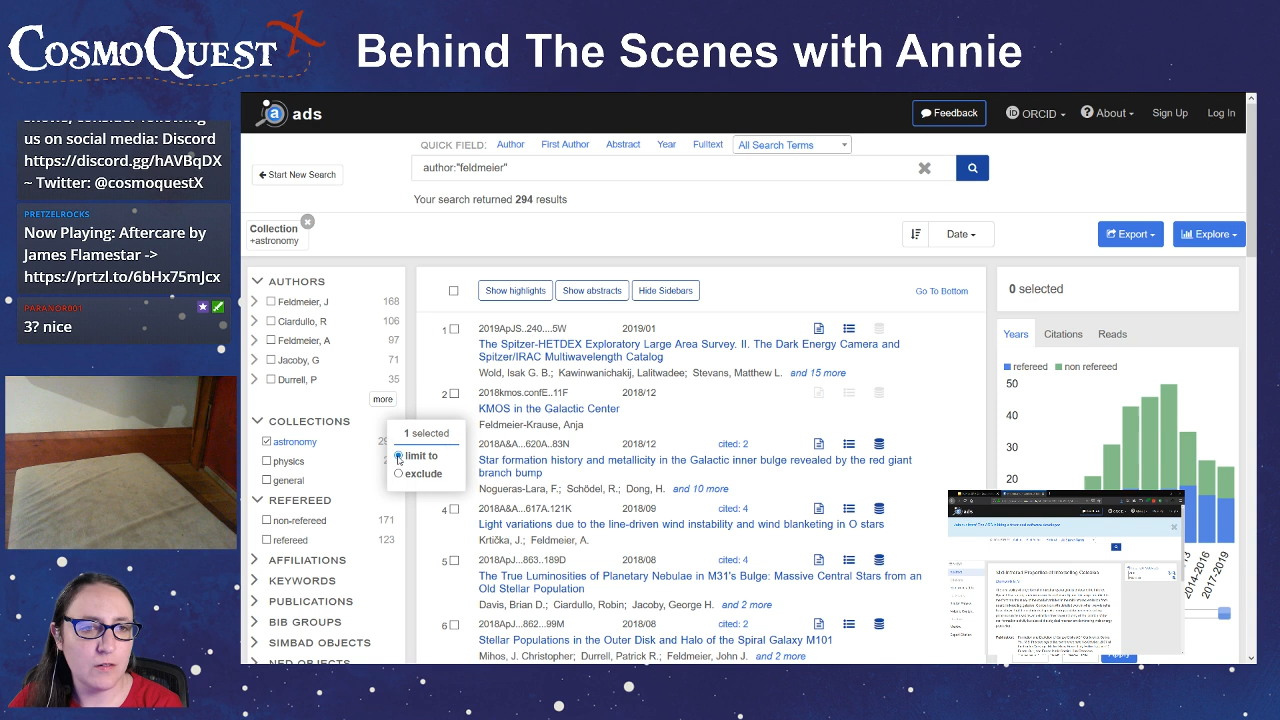 COSMOQUEST X
Behind The Scenes with Annie
us on social media: Discord
https://discord.gg/hAVBqDX
~ Twitter: @cosmoquestX
PRETZELROCKS
Now Playing: Aftercare by
James Flamestar ->
https://prtzl.to/6bHx75mJcx
PARANOR001
3? nice
ads
Feedback
ORCID
About
Sign Up
Log In
QUICK FIELD:
Author
First Author
Abstract
Year
Fulltext
All Search Terms
Start New Search
author:"feldmeier"
Your search returned 294 results
Collection
+astronomy
Date
Export
Explore
AUTHORS
Feldmeier, J 168
Ciardullo, R 106
Feldmeier, A 97
Jacoby, G 71
Durrell, P 35
more
COLLECTIONS
astronomy
physics
general
1 selected
limit to
exclude
REFEREED
non-refereed 171
refereed 123
AFFILIATIONS
KEYWORDS
PUBLICATIONS
BIB GROUPS
SIMBAD OBJECTS
NED OBJECTS
Show highlights
Show abstracts
Hide Sidebars
Go To Bottom
1 2019ApJS..240....5W 2019/01
The Spitzer-HETDEX Exploratory Large Area Survey. II. The Dark Energy Camera and
Spitzer/IRAC Multiwavelength Catalog
Wold, Isak G. B.; Kawinwanichakij, Lalitwadee; Stevans, Matthew L. and 15 more
2 2018kmos.confE..11F 2018/12
KMOS in the Galactic Center
Feldmeier-Krause, Anja
2018A&A...620A..83N 2018/12 cited: 2
Star formation history and metallicity in the Galactic inner bulge revealed by the red giant
branch bump
Nogueras-Lara, F.; Schödel, R.; Dong, H. and 10 more
4 2018A&A...617A.121K 2018/09 cited: 4
Light variations due to the line-driven wind instability and wind blanketing in O stars
Krtička, J.; Feldmeier, A.
5 2018ApJ...863..189D 2018/08 cited: 4
The True Luminosities of Planetary Nebulae in M31's Bulge: Massive Central Stars from an
Old Stellar Population
Davis, Brian D.; Ciardullo, Robin; Jacoby, George H. and 2 more
6 2018ApJ...862...99M 2018/08 cited: 2
Stellar Populations in the Outer Disk and Halo of the Spiral Galaxy M101
Mihos, J. Christopher; Durrell, Patrick R.; Feldmeier, John J. and 2 more
0 selected
Years
Citations
Reads
refereed
non refereed
50
40
30
20
2014-2016
2017-2019